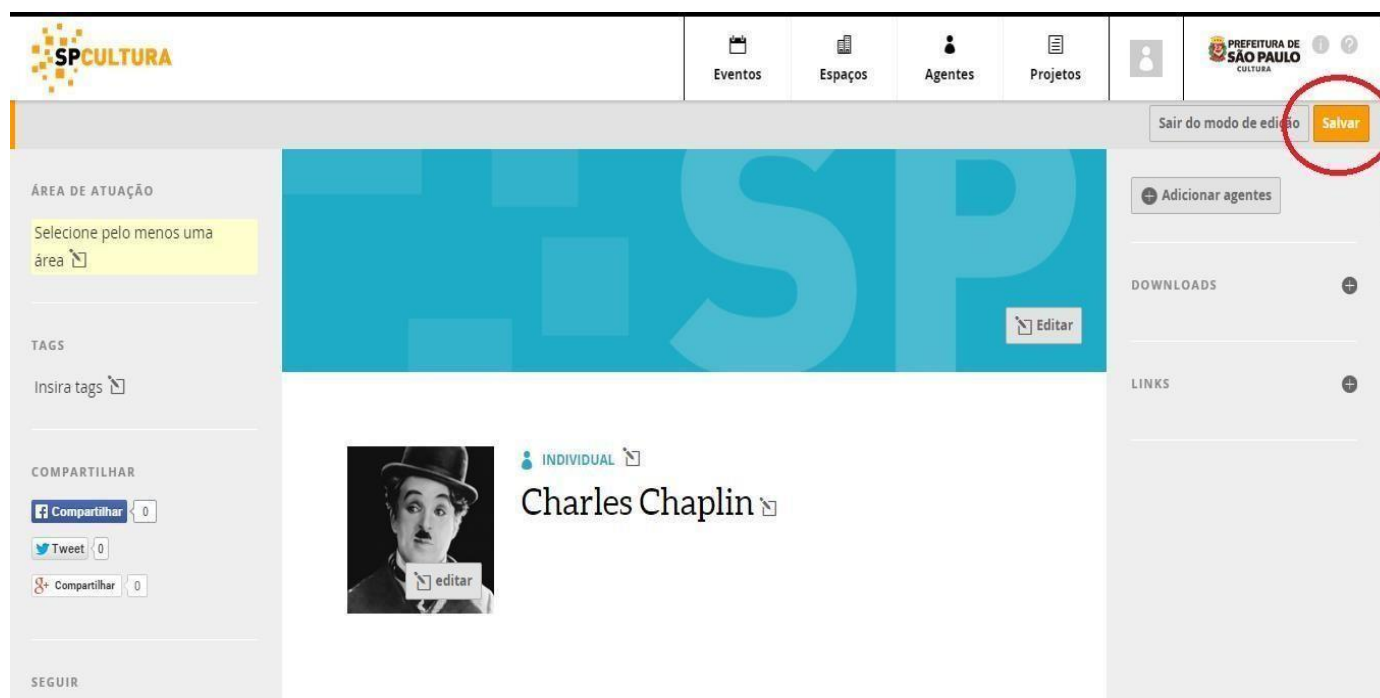 SPCULTURA
Eventos
Espaços
Agentes
Projetos
PREFEITURA DE
SÃO PAULO
CULTURA
Sair do modo de edição
Salvar
ÁREA DE ATUAÇÃO
Selecione pelo menos uma
área
TAGS
Insira tags
COMPARTILHAR
Compartilhar 0
Tweet 0
8+ Compartilhar 0
SEGUIR
SP
Editar
editar
INDIVIDUAL
Charles Chaplin
Adicionar agentes
DOWNLOADS
LINKS